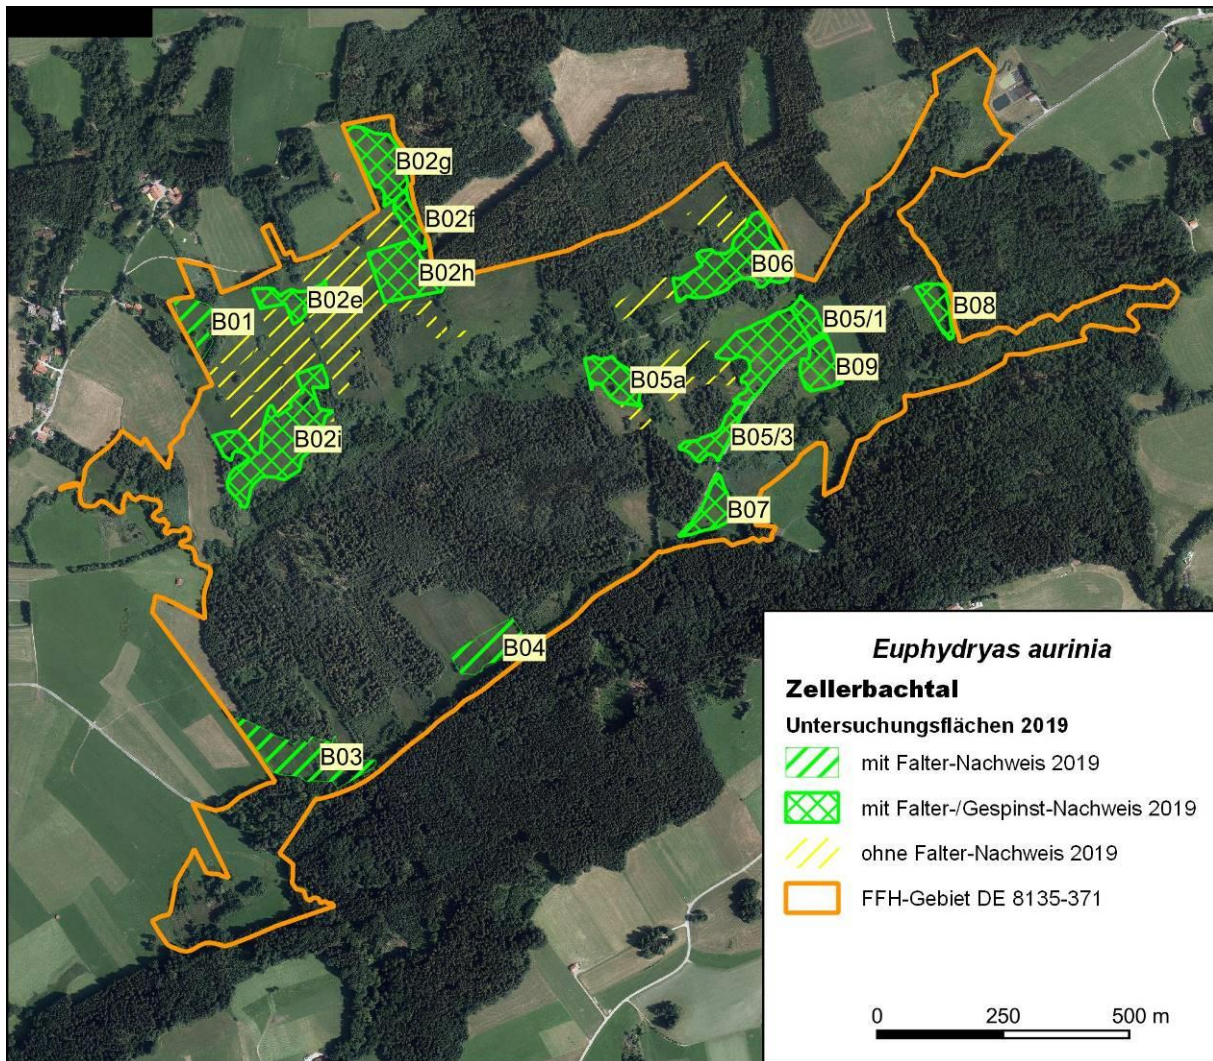 B02g
B02f
B02h
B06
B02e
B01
B08
B05/1
B09
B05a
B02i
B05/3
B07
B04
B03
Euphydryas aurinia
Zellerbachtal
Untersuchungsflächen 2019
mit Falter-Nachweis 2019
mit Falter-/Gespinst-Nachweis 2019
ohne Falter-Nachweis 2019
FFH-Gebiet DE 8135-371
0 250 500 m